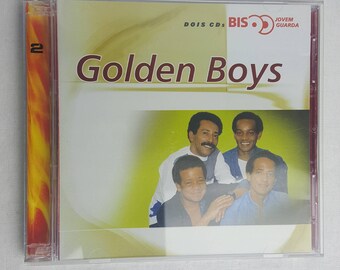 DOIS CDs BIS JOVEM GUARDA
Golden Boys
2